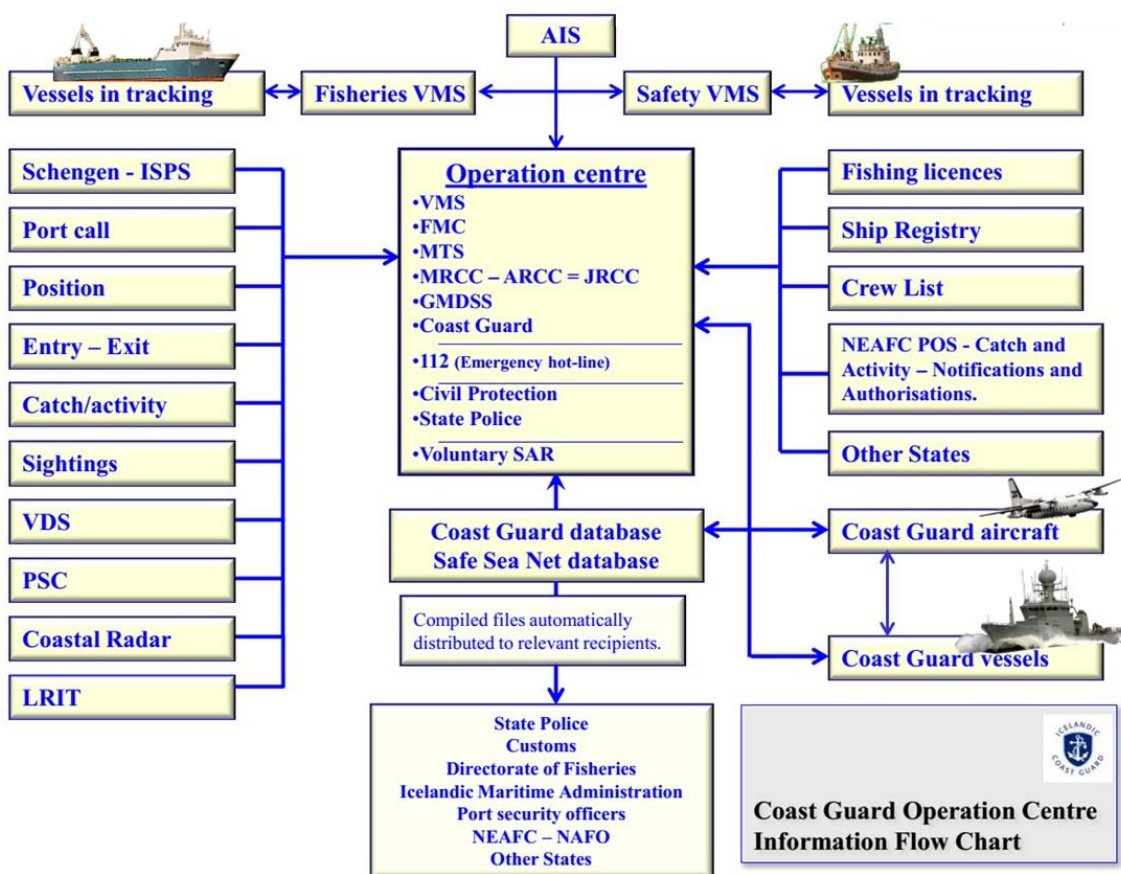 AIS
Vessels in tracking
Fisheries VMS
Safety VMS
Vessels in tracking
Schengen - ISPS
Port call
Position
Entry – Exit
Catch/activity
Sightings
VDS
PSC
Coastal Radar
LRIT
Operation centre
•VMS
•FMC
•MTS
•MRCC – ARCC = JRCC
•GMDSS
•Coast Guard
•112 (Emergency hot-line)
•Civil Protection
•State Police
•Voluntary SAR
Fishing licences
Ship Registry
Crew List
NEAFC POS - Catch and
Activity – Notifications and
Authorisations.
Other States
Coast Guard database
Safe Sea Net database
Coast Guard aircraft
Compiled files automatically
distributed to relevant recipients.
Coast Guard vessels
State Police
Customs
Directorate of Fisheries
Icelandic Maritime Administration
Port security officers
NEAFC – NAFO
Other States
ICELANDIC
COAST GUARD
Coast Guard Operation Centre
Information Flow Chart